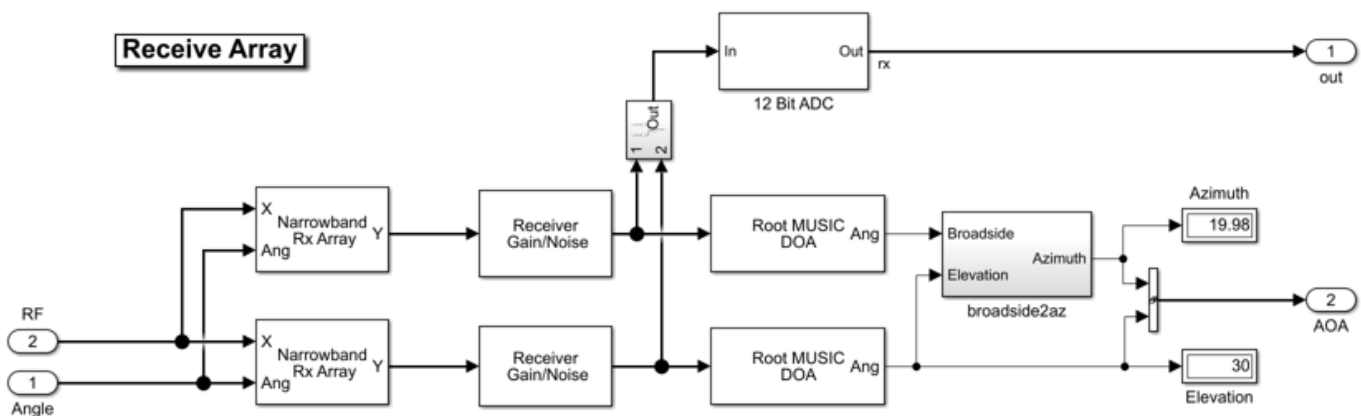 Receive Array
In
Out
rx
12 Bit ADC
1
out
Out
1
2
X
Ang
Narrowband
Rx Array
Y
Receiver
Gain/Noise
Root MUSIC
DOA
Ang
Broadside
Elevation
Azimuth
broadside2az
Azimuth
19.98
2
AOA
RF
2
1
Angle
X
Ang
Narrowband
Rx Array
Y
Receiver
Gain/Noise
Root MUSIC
DOA
Ang
30
Elevation